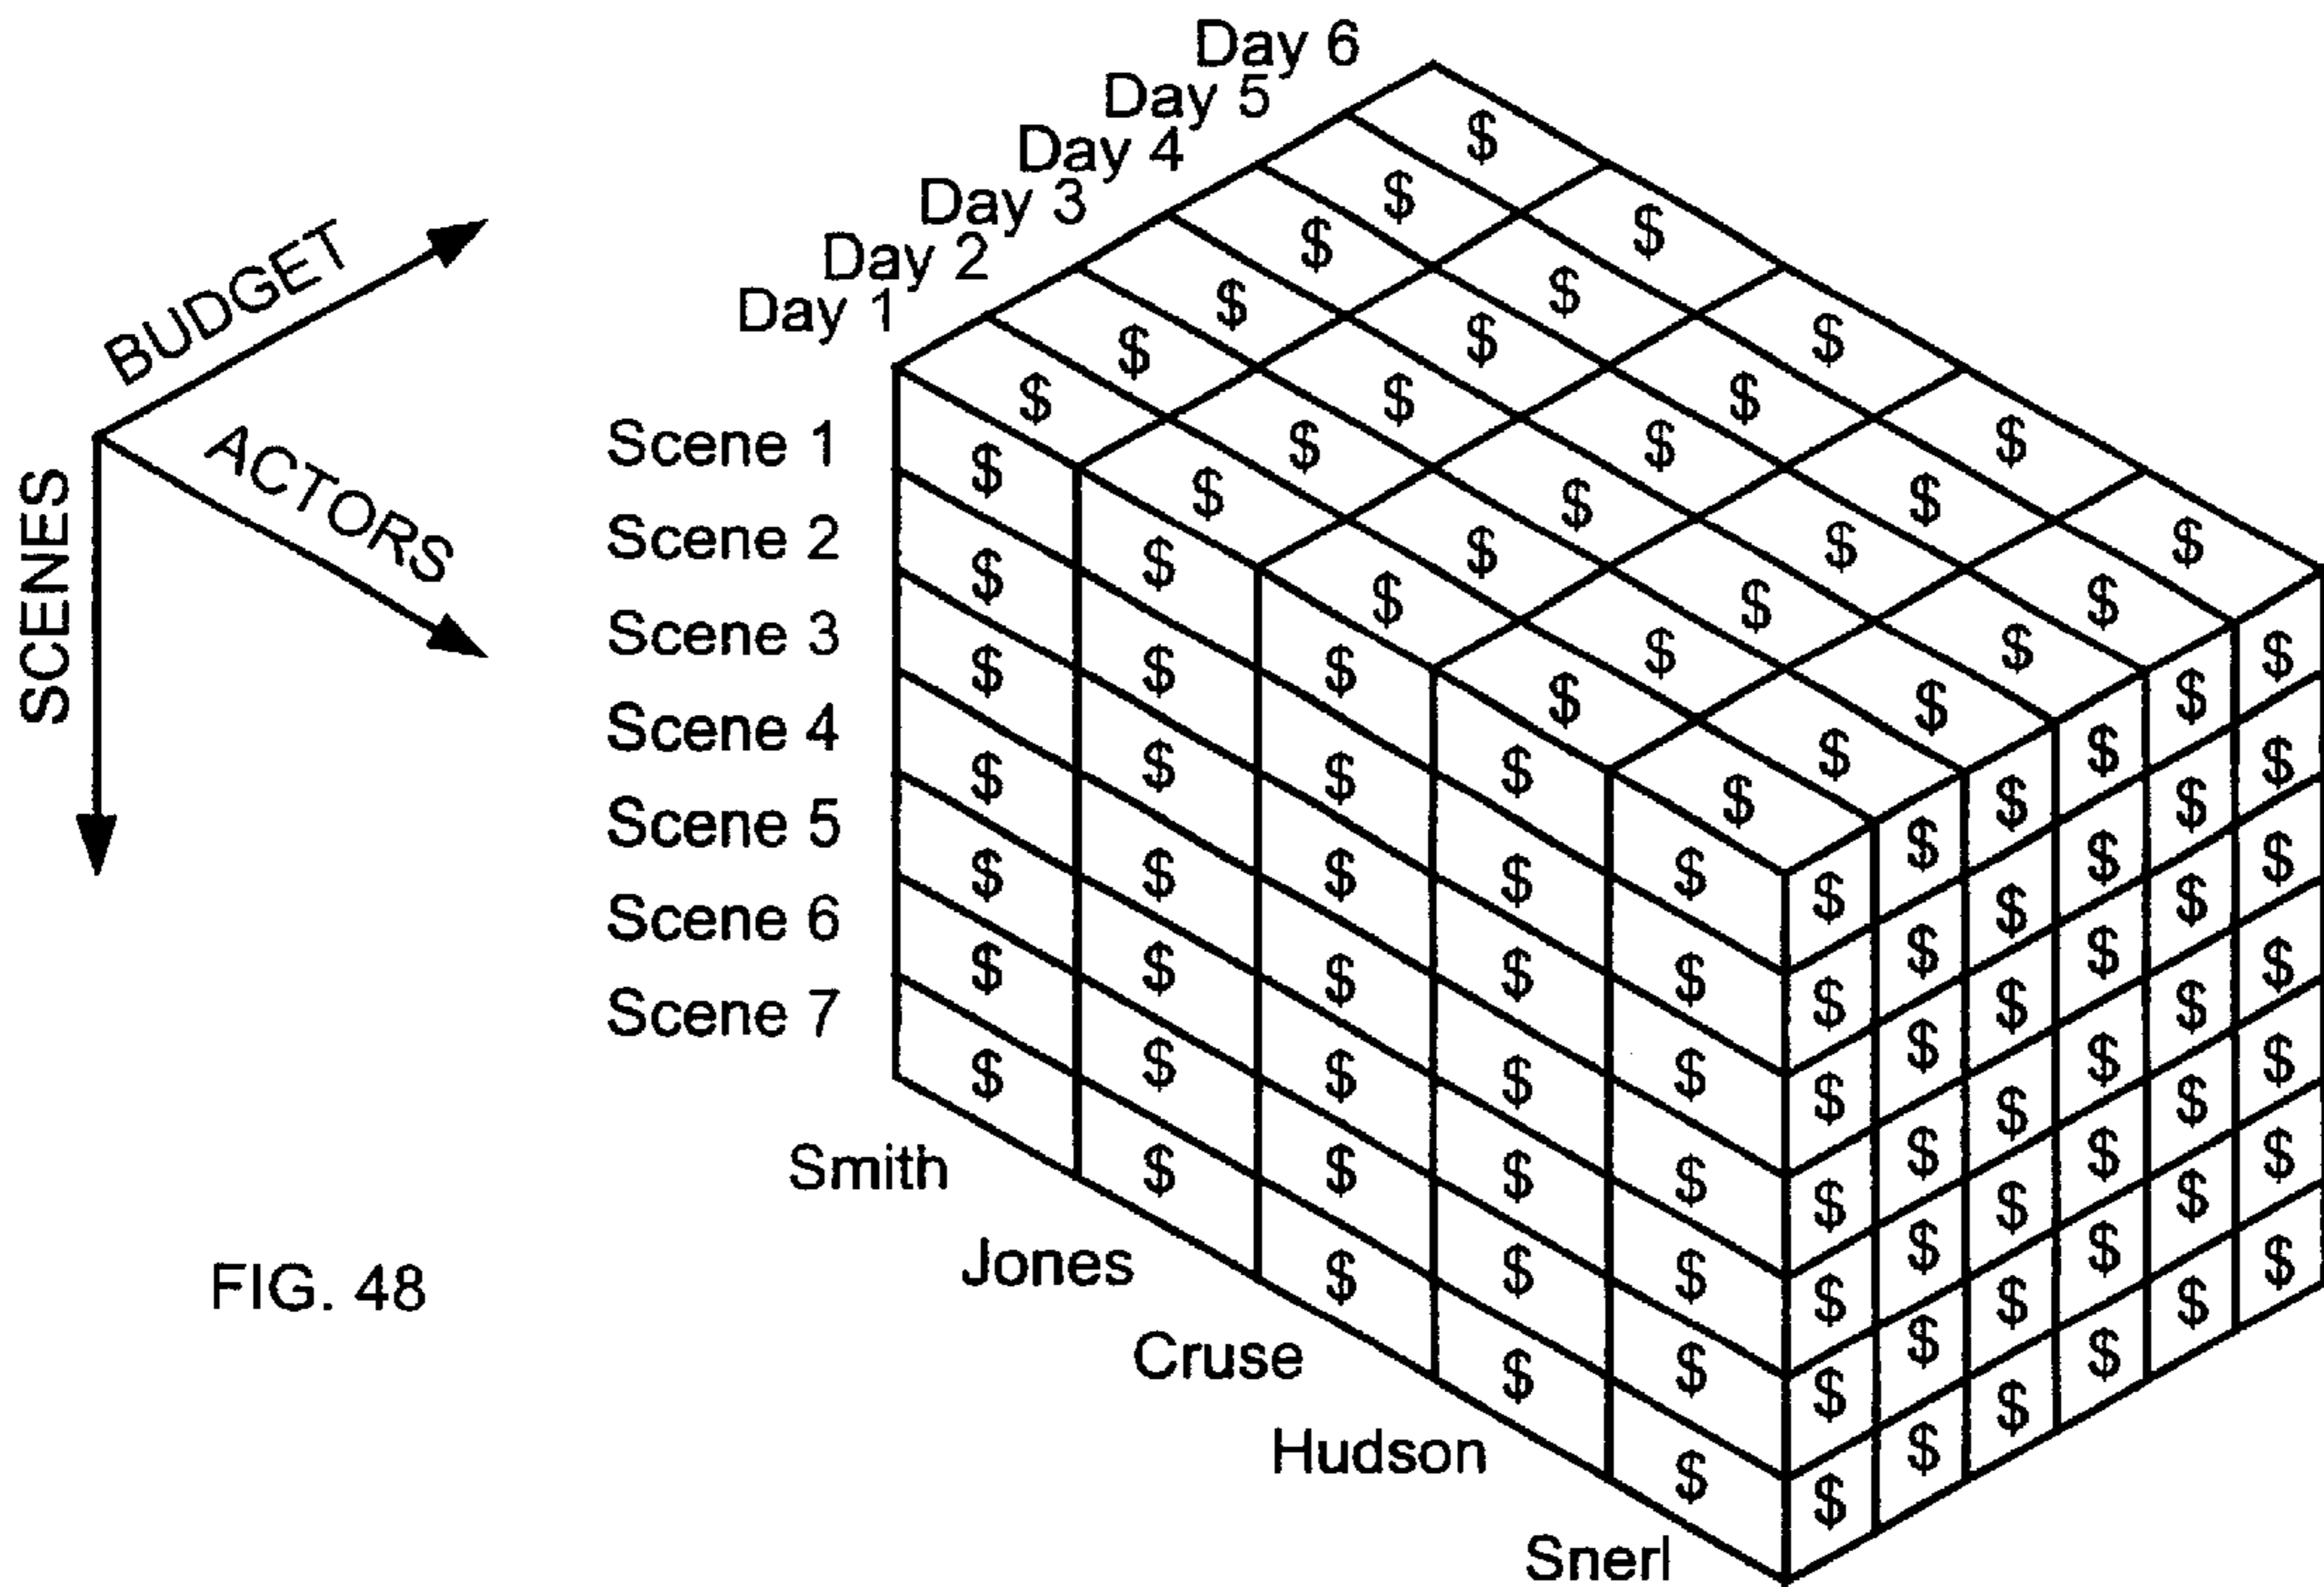 Day 6
Day 5
Day 4
Day 3
Day 2
Day 1
BUDGET
ACTORS
SCENES
Scene 1
Scene 2
Scene 3
Scene 4
Scene 5
Scene 6
Scene 7
$ $ $ $ $ $
$ $ $ $ $ $
$ $ $ $ $ $
$ $ $ $ $ $
$ $ $ $ $ $
$ $ $ $ $
$ $ $ $ $
$ $ $ $ $
$ $ $ $ $
$ $ $ $ $
$ $ $ $ $
$ $ $ $ $
$ $ $ $ $ $
$ $ $ $ $ $
$ $ $ $ $ $
$ $ $ $ $ $
$ $ $ $ $ $
$ $ $ $ $ $
$ $ $ $ $ $
Smith
Jones
Cruse
Hudson
Snerl
FIG. 48